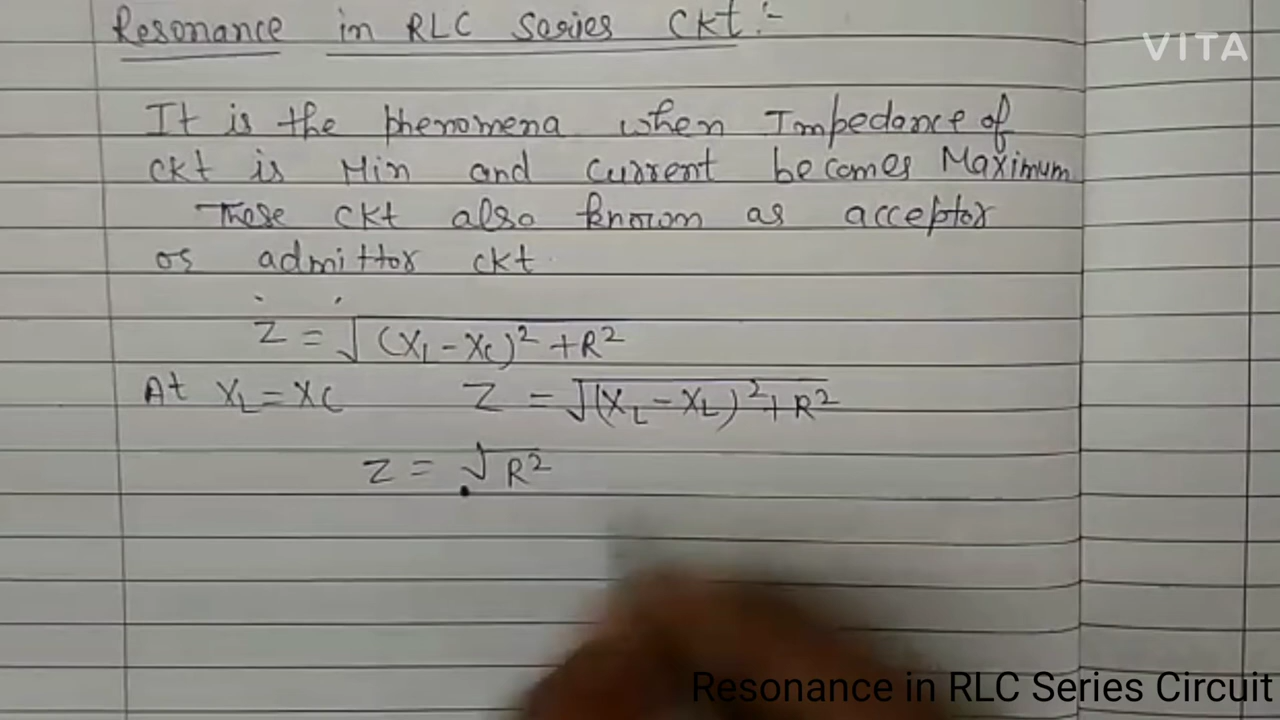 Resonance in RLC Series Ckt :-
VITA
It is the phenomena when Impedance of
ckt is Min and current becomes Maximum
These ckt also known as acceptor
or admittor ckt
Z = √(XL - XC)² + R²
At XL = XC Z = √(XL - XL)² + R²
Z = √R²
Resonance in RLC Series Circuit